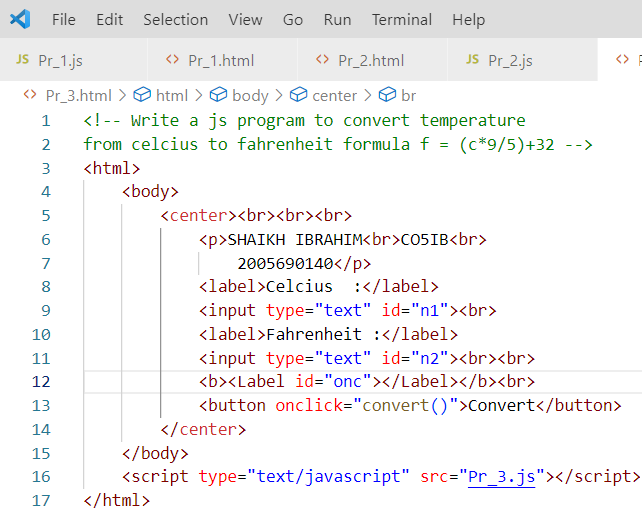 File Edit Selection View Go Run Terminal Help
JS Pr_1.js <> Pr_1.html <> Pr_2.html JS Pr_2.js <>
<> Pr_3.html > html > body > center > br
1 <!-- Write a js program to convert temperature
2 from celcius to fahrenheit formula f = (c*9/5)+32 -->
3 <html>
4 <body>
5 <center><br><br><br>
6 <p>SHAIKH IBRAHIM<br>CO5IB<br>
7 2005690140</p>
8 <label>Celcius  :</label>
9 <input type="text" id="n1"><br>
10 <label>Fahrenheit :</label>
11 <input type="text" id="n2"><br><br>
12 <b><Label id="onc"></Label></b><br>
13 <button onclick="convert()">Convert</button>
14 </center>
15 </body>
16 <script type="text/javascript" src="Pr_3.js"></script>
17 </html>